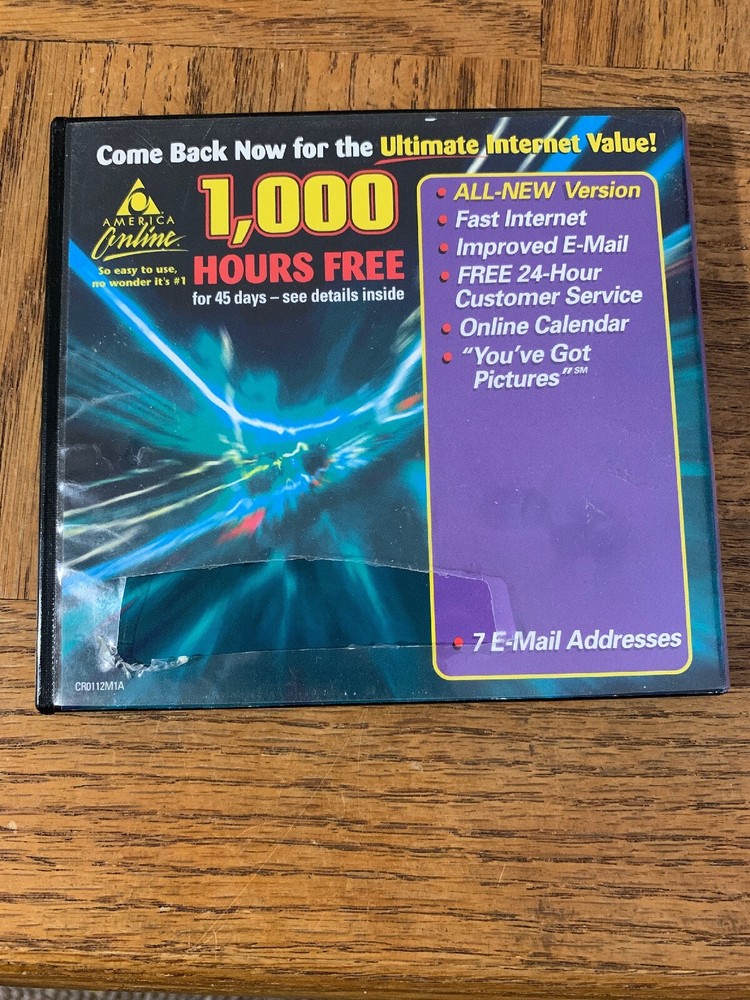 Come Back Now for the Ultimate Internet Value!
AMERICA
Online
So easy to use,
no wonder it's #1
1,000
HOURS FREE
for 45 days – see details inside
• ALL-NEW Version
• Fast Internet
• Improved E-Mail
• FREE 24-Hour
Customer Service
• Online Calendar
• "You've Got
Pictures"℠
• 7 E-Mail Addresses
CR0112M1A